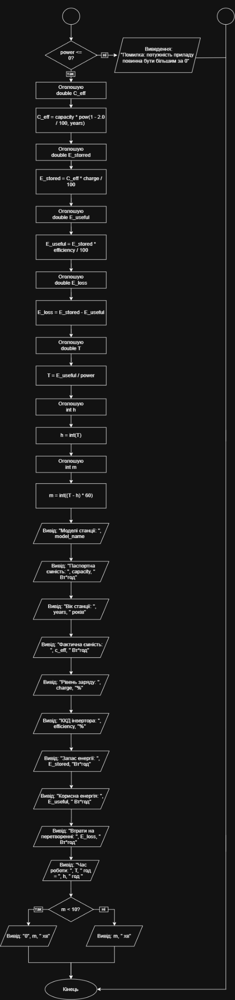 power <=
0?
ні
Виведення:
"Помилка: потужність приладу
повинна бути більшим за 0"
так
Оголошую
double C_eff
C_eff = capacity * pow(1 - 2.0
/ 100, years)
Оголошую
double E_storred
E_stored = C_eff * charge /
100
Оголошую
double E_useful
E_useful = E_stored *
efficiency / 100
Оголошую
double E_loss
E_loss = E_stored - E_useful
Оголошую
double T
T = E_useful / power
Оголошую
int h
h = int(T)
Оголошую
int m
m = int((T - h) * 60)
Вивід: "Моделі станції: ",
model_name
Вивід: "Паспортна
ємність: ", capacity, "
Вт*год"
Вивід: "Вік станції: ",
years, " років"
Вивід: "Фактична ємність:
", c_eff, " Вт*год"
Вивід: "Рівень заряду: ",
charge, "%"
Вивід: "ККД інвертора: ",
efficiency, "%"
Вивід: "Запас енергії: ",
E_stored, "Вт*год"
Вивід: "Корисна енергія: ",
E_useful, " Вт*год"
Вивід: "Втрати на
перетворенні: ", E_loss, "
Вт*год"
Вивід: "Час
роботи: ", T, " год
= ", h, " год "
m < 10?
так
ні
Вивід: "0", m, " хв"
Вивід: m, " хв"
Кінець